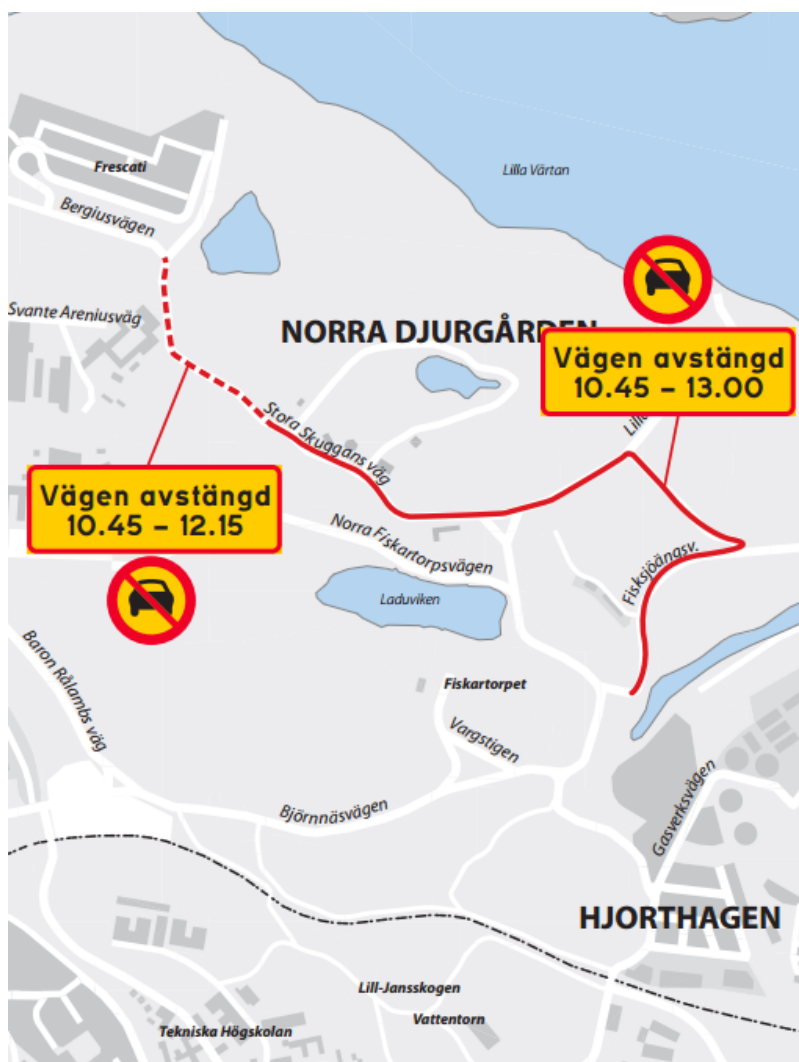 Frescati
Lilla Värtan
Bergiusvägen
Svante Areniusväg
NORRA DJURGÅRDEN
Vägen avstängd
10.45 – 13.00
Stora Skuggans väg
Vägen avstängd
10.45 – 12.15
Norra Fiskartorpsvägen
Fisksjöängsv.
Laduviken
Baron Rålambs väg
Fiskartorpet
Vargstigen
Gasverksvägen
Björnnäsvägen
HJORTHAGEN
Lill-Jansskogen
Vattentorn
Tekniska Högskolan